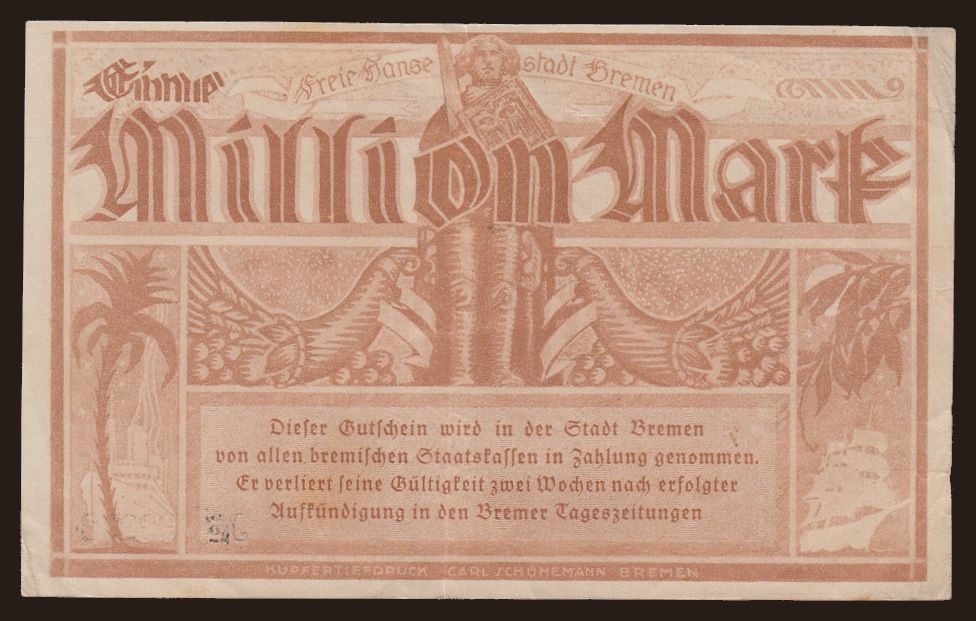 Freie Hanse stadt Bremen
Eine
Million Mark
Dieser Gutschein wird in der Stadt Bremen
von allen bremischen Staatskassen in Zahlung genommen.
Er verliert seine Gültigkeit zwei Wochen nach erfolgter
Aufkündigung in den Bremer Tageszeitungen
KUPFERTIEFDRUCK CARL SCHÜNEMANN BREMEN